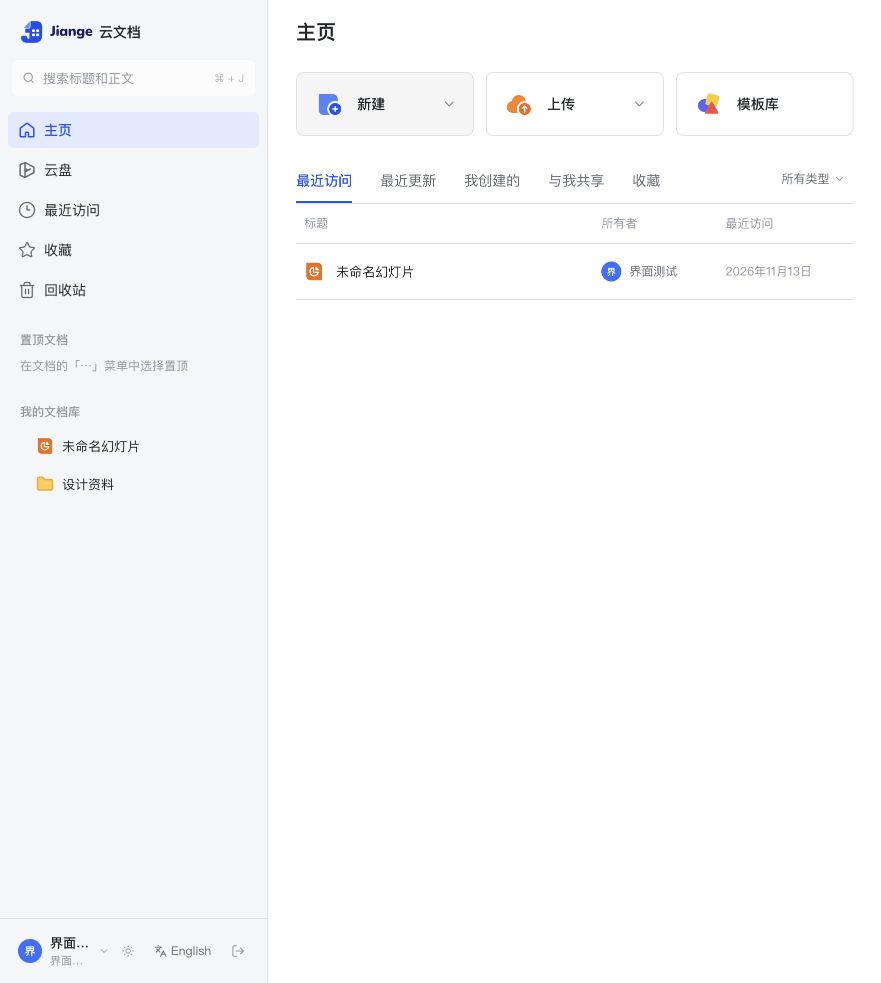 Jiange 云文档
搜索标题和正文 ⌘ + J
主页
云盘
最近访问
收藏
回收站
置顶文档
在文档的「…」菜单中选择置顶
我的文档库
未命名幻灯片
设计资料
界 界面...
界面...
English
主页
新建 上传 模板库
最近访问 最近更新 我创建的 与我共享 收藏 所有类型
标题 所有者 最近访问
未命名幻灯片 界 界面测试 2026年11月13日